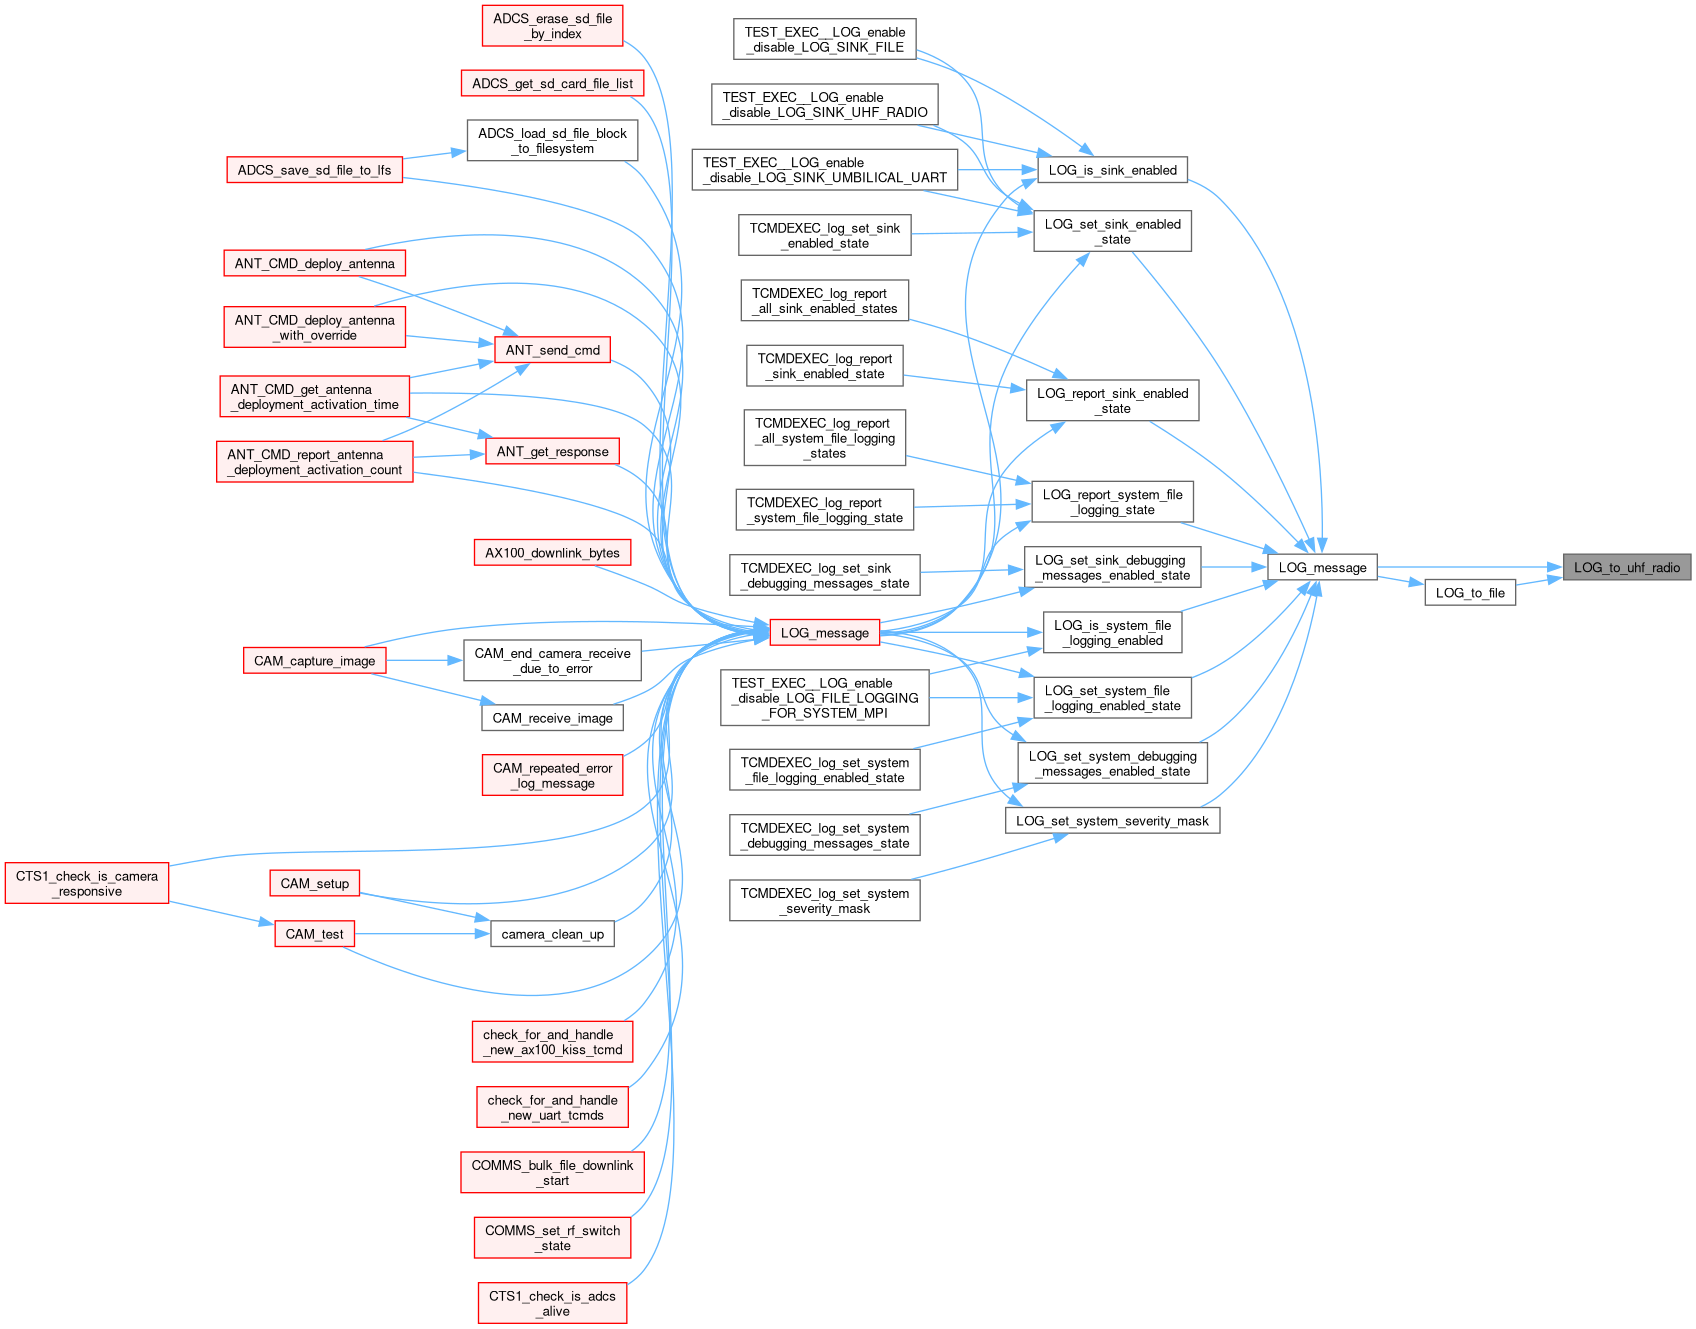 ADCS_erase_sd_file
_by_index
ADCS_get_sd_card_file_list
ADCS_load_sd_file_block
_to_filesystem
ADCS_save_sd_file_to_lfs
ANT_CMD_deploy_antenna
ANT_CMD_deploy_antenna
_with_override
ANT_send_cmd
ANT_CMD_get_antenna
_deployment_activation_time
ANT_CMD_report_antenna
_deployment_activation_count
ANT_get_response
AX100_downlink_bytes
CAM_capture_image
CAM_end_camera_receive
_due_to_error
CAM_receive_image
CAM_repeated_error
_log_message
CTS1_check_is_camera
_responsive
CAM_setup
CAM_test
camera_clean_up
check_for_and_handle
_new_ax100_kiss_tcmd
check_for_and_handle
_new_uart_tcmds
COMMS_bulk_file_downlink
_start
COMMS_set_rf_switch
_state
CTS1_check_is_adcs
_alive
TEST_EXEC__LOG_enable
_disable_LOG_SINK_FILE
TEST_EXEC__LOG_enable
_disable_LOG_SINK_UHF_RADIO
TEST_EXEC__LOG_enable
_disable_LOG_SINK_UMBILICAL_UART
TCMDEXEC_log_set_sink
_enabled_state
TCMDEXEC_log_report
_all_sink_enabled_states
TCMDEXEC_log_report
_sink_enabled_state
TCMDEXEC_log_report
_all_system_file_logging
_states
TCMDEXEC_log_report
_system_file_logging_state
TCMDEXEC_log_set_sink
_debugging_messages_state
LOG_message
TEST_EXEC__LOG_enable
_disable_LOG_FILE_LOGGING
_FOR_SYSTEM_MPI
TCMDEXEC_log_set_system
_file_logging_enabled_state
TCMDEXEC_log_set_system
_debugging_messages_state
TCMDEXEC_log_set_system
_severity_mask
LOG_is_sink_enabled
LOG_set_sink_enabled
_state
LOG_report_sink_enabled
_state
LOG_report_system_file
_logging_state
LOG_set_sink_debugging
_messages_enabled_state
LOG_is_system_file
_logging_enabled
LOG_set_system_file
_logging_enabled_state
LOG_set_system_debugging
_messages_enabled_state
LOG_set_system_severity_mask
LOG_message
LOG_to_file
LOG_to_uhf_radio